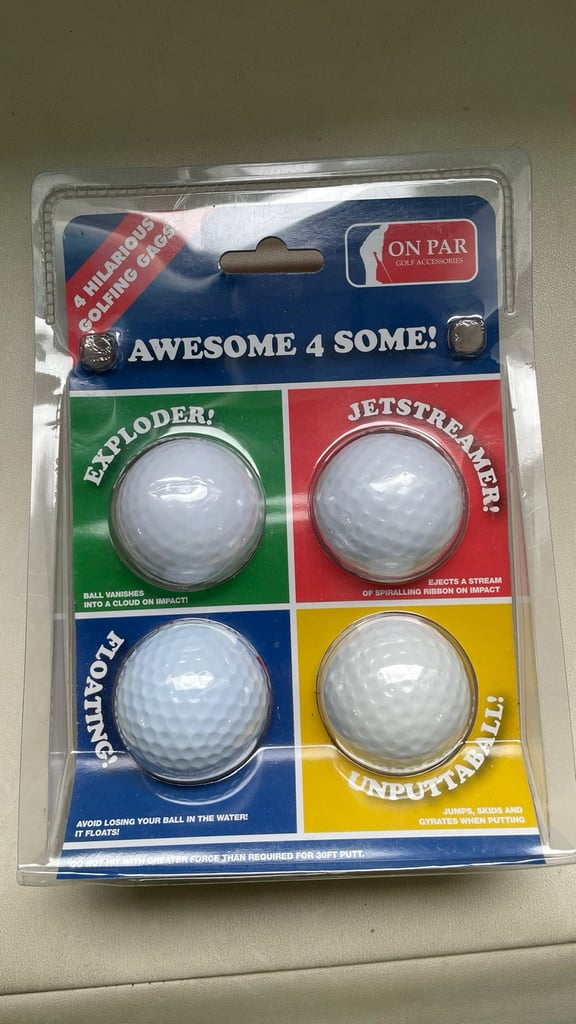 4 HILARIOUS
GOLFING GAGS!
ON PAR
GOLF ACCESSORIES
AWESOME 4 SOME!
EXPLODER!
BALL VANISHES
INTO A CLOUD ON IMPACT!
JETSTREAMER!
EJECTS A STREAM
OF SPIRALLING RIBBON ON IMPACT
FLOATING!
AVOID LOSING YOUR BALL IN THE WATER!
IT FLOATS!
UNPUTTABALL!
JUMPS, SKIDS AND
GYRATES WHEN PUTTING
DO NOT HIT WITH GREATER FORCE THAN REQUIRED FOR 30FT PUTT.